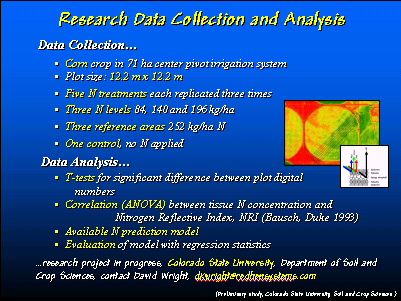 Research Data Collection and Analysis
Data Collection...
• Corn crop in 71 ha center pivot irrigation system
• Plot size: 12.2 m x 12.2 m
• Five N treatments each replicated three times
• Three N levels 84, 140 and 196 kg/ha
• Three reference areas 252 kg/ha N
• One control, no N applied
Data Analysis...
• T-tests for significant difference between plot digital
numbers
• Correlation (ANOVA) between tissue N concentration and
Nitrogen Reflective Index, NRI (Bausch, Duke 1993)
• Available N prediction model
• Evaluation of model with regression statistics
...research project in progress, Colorado State University, Department of Soil and
Crop Sciences, contact David Wright,
(Preliminary study, Colorado State University Soil and Crop Sciences)